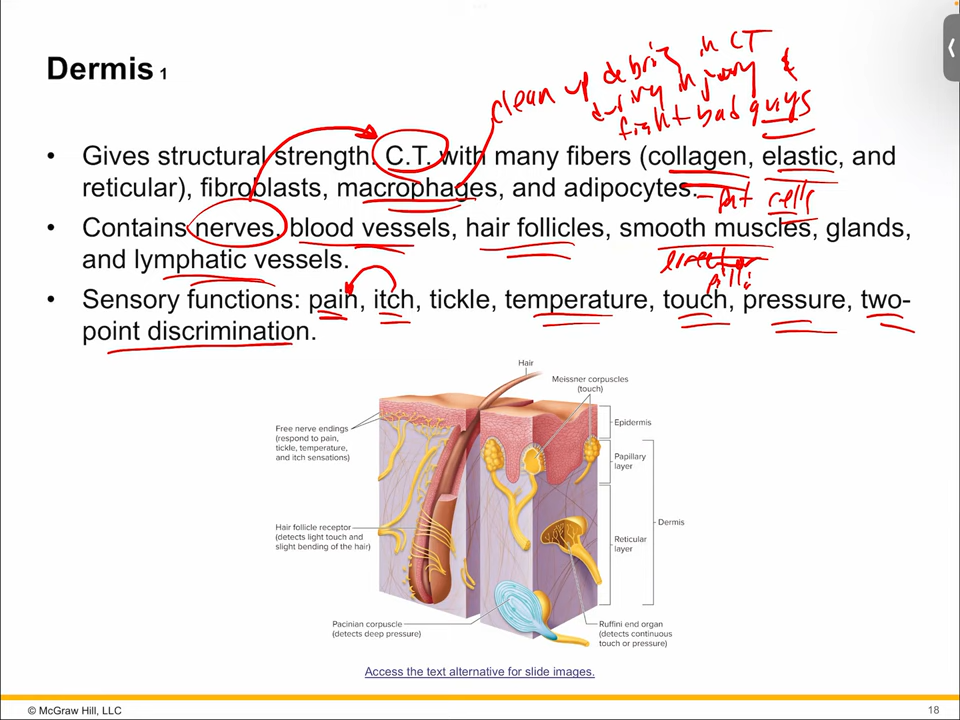 Dermis 1
clean up debris in CT
during injury &
fight bad guys
• Gives structural strength. C.T. with many fibers (collagen, elastic, and
reticular), fibroblasts, macrophages, and adipocytes.
– fat cells
• Contains nerves, blood vessels, hair follicles, smooth muscles, glands,
and lymphatic vessels.
pilli
• Sensory functions: pain, itch, tickle, temperature, touch, pressure, two-
point discrimination.
Hair
Meissner corpuscles
(touch)
Free nerve endings
(respond to pain,
tickle, temperature,
and itch sensations)
Epidermis
Papillary
layer
Dermis
Hair follicle receptor
(detects light touch and
slight bending of the hair)
Reticular
layer
Pacinian corpuscle
(detects deep pressure)
Ruffini end organ
(detects continuous
touch or pressure)
Access the text alternative for slide images.
© McGraw Hill, LLC
18